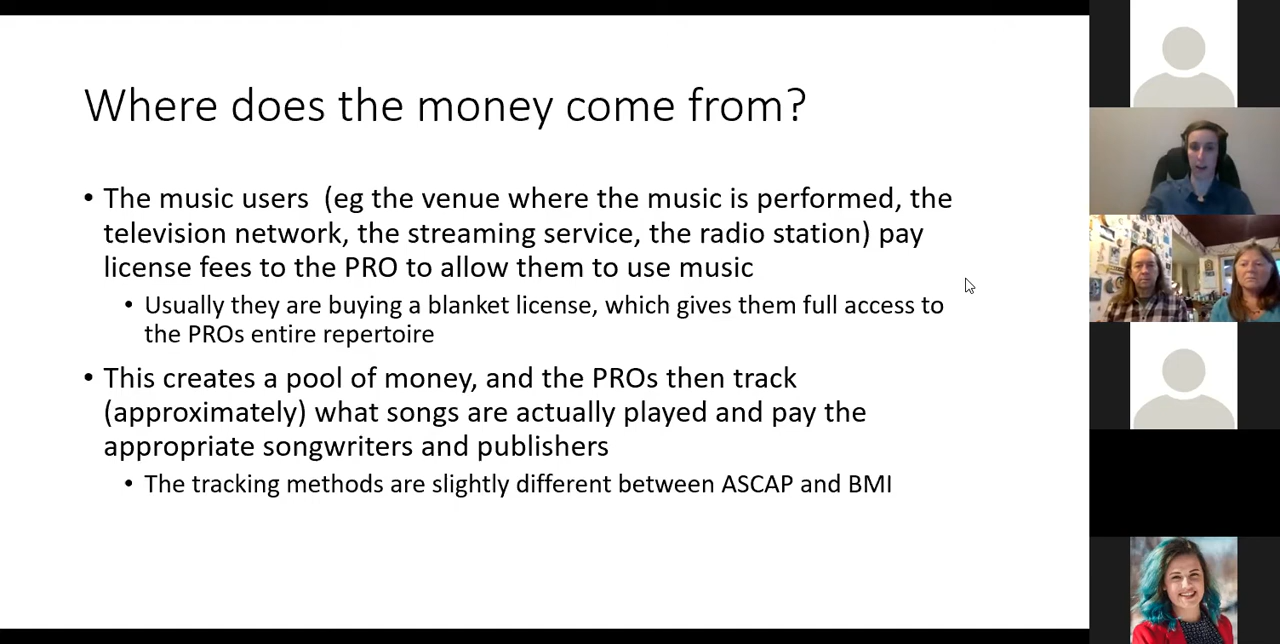 Where does the money come from?
• The music users  (eg the venue where the music is performed, the
television network, the streaming service, the radio station) pay
license fees to the PRO to allow them to use music
• Usually they are buying a blanket license, which gives them full access to
the PROs entire repertoire
• This creates a pool of money, and the PROs then track
(approximately) what songs are actually played and pay the
appropriate songwriters and publishers
• The tracking methods are slightly different between ASCAP and BMI